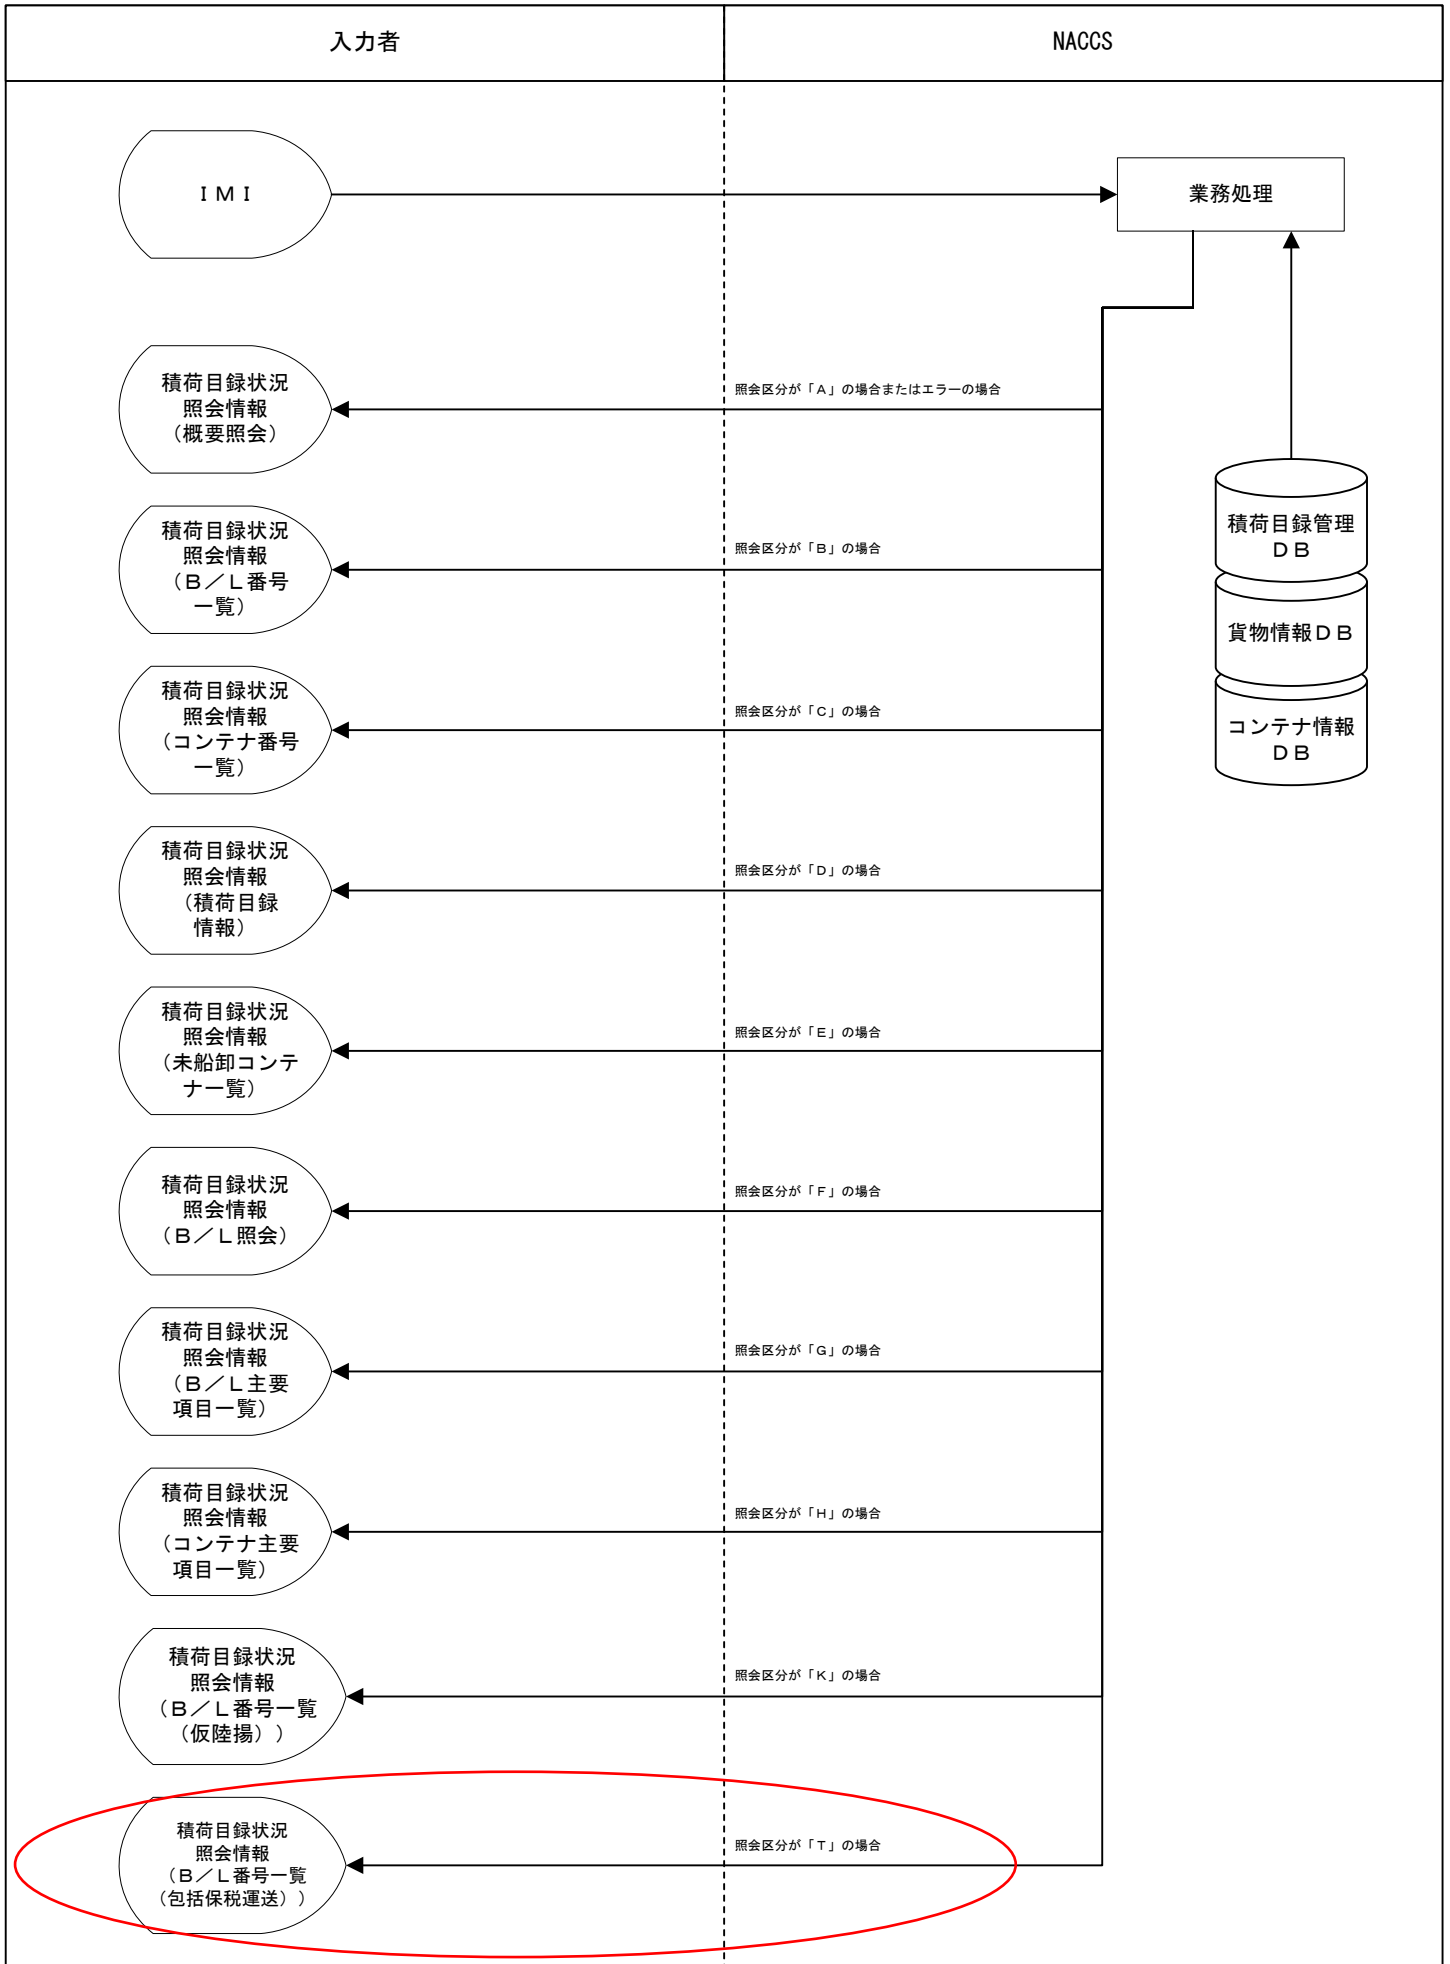 入力者
NACCS
ＩＭＩ
業務処理
積荷目録状況
照会情報
（概要照会）
照会区分が「Ａ」の場合またはエラーの場合
積荷目録状況
照会情報
（Ｂ／Ｌ番号
一覧）
照会区分が「Ｂ」の場合
積荷目録管理
ＤＢ
貨物情報ＤＢ
コンテナ情報
ＤＢ
積荷目録状況
照会情報
（コンテナ番号
一覧）
照会区分が「Ｃ」の場合
積荷目録状況
照会情報
（積荷目録
情報）
照会区分が「Ｄ」の場合
積荷目録状況
照会情報
（未船卸コンテ
ナ一覧）
照会区分が「Ｅ」の場合
積荷目録状況
照会情報
（Ｂ／Ｌ照会）
照会区分が「Ｆ」の場合
積荷目録状況
照会情報
（Ｂ／Ｌ主要
項目一覧）
照会区分が「Ｇ」の場合
積荷目録状況
照会情報
（コンテナ主要
項目一覧）
照会区分が「Ｈ」の場合
積荷目録状況
照会情報
（Ｂ／Ｌ番号一覧
（仮陸揚））
照会区分が「Ｋ」の場合
積荷目録状況
照会情報
（Ｂ／Ｌ番号一覧
（包括保税運送））
照会区分が「Ｔ」の場合